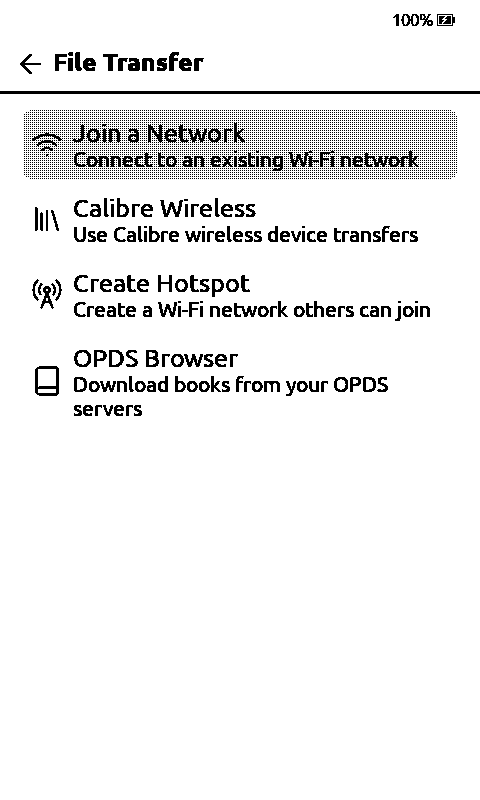 100%
File Transfer
Join a Network
Connect to an existing Wi-Fi network
Calibre Wireless
Use Calibre wireless device transfers
Create Hotspot
Create a Wi-Fi network others can join
OPDS Browser
Download books from your OPDS
servers